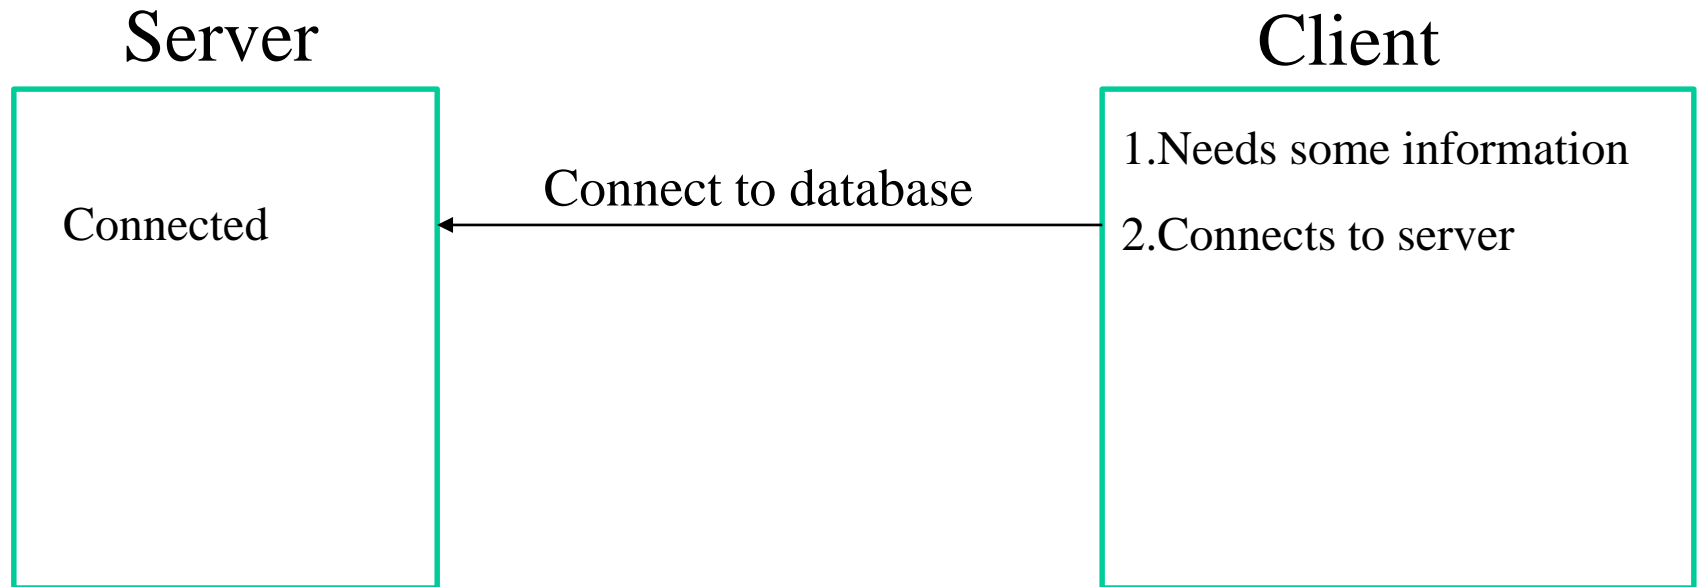 Server
Client
Connected
Connect to database
1.Needs some information
2.Connects to server